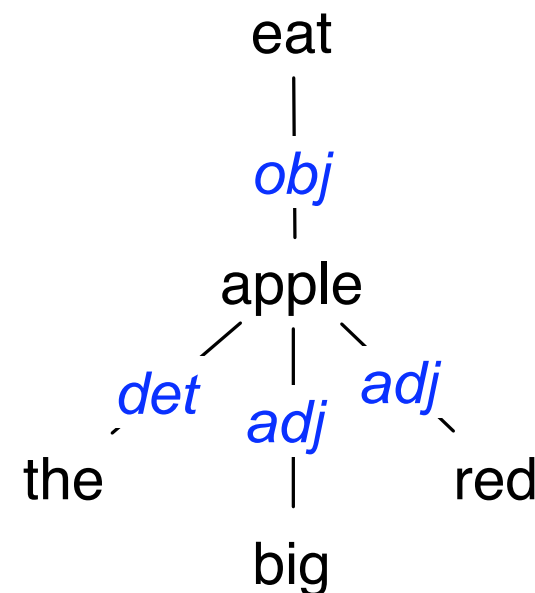 eat
obj
apple
det adj adj
the red
big